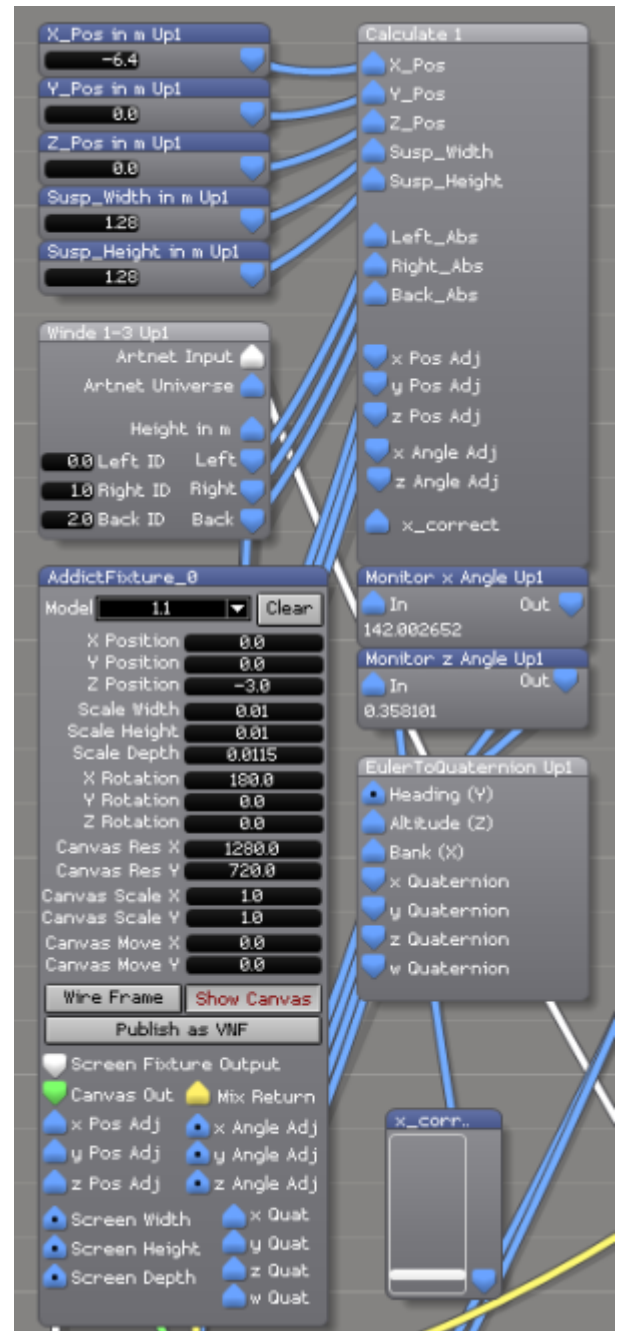 X_Pos in m Up1
-6.4
Y_Pos in m Up1
0.0
Z_Pos in m Up1
0.0
Susp_Width in m Up1
1.28
Susp_Height in m Up1
1.28
Calculate 1
X_Pos
Y_Pos
Z_Pos
Susp_Width
Susp_Height
Left_Abs
Right_Abs
Back_Abs
x Pos Adj
y Pos Adj
z Pos Adj
x Angle Adj
z Angle Adj
x_correct
Winde 1-3 Up1
Artnet Input
Artnet Universe
Height in m
0.0 Left ID Left
1.0 Right ID Right
2.0 Back ID Back
AddictFixture_0
Model 1.1 Clear
X Position 0.0
Y Position 0.0
Z Position -3.0
Scale Width 0.01
Scale Height 0.01
Scale Depth 0.0115
X Rotation 180.0
Y Rotation 0.0
Z Rotation 0.0
Canvas Res X 1280.0
Canvas Res Y 720.0
Canvas Scale X 1.0
Canvas Scale Y 1.0
Canvas Move X 0.0
Canvas Move Y 0.0
Wire Frame Show Canvas
Publish as VNF
Screen Fixture Output
Canvas Out Mix Return
x Pos Adj x Angle Adj
y Pos Adj y Angle Adj
z Pos Adj z Angle Adj
Screen Width x Quat
Screen Height y Quat
Screen Depth z Quat
w Quat
Monitor x Angle Up1
In Out
142.002652
Monitor z Angle Up1
In Out
0.358101
EulerToQuaternion Up1
Heading (Y)
Altitude (Z)
Bank (X)
x Quaternion
y Quaternion
z Quaternion
w Quaternion
x_corr..